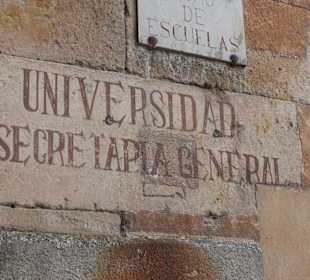 DE
ESCUELAS
UNIVERSIDAD
SECRETARIA GENERAL